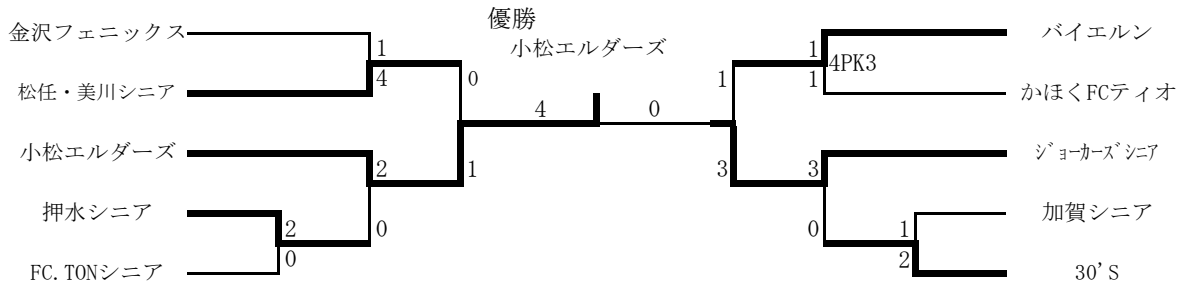 優勝
小松エルダーズ
金沢フェニックス
松任・美川シニア
小松エルダーズ
押水シニア
FC.TONシニア
1
4
2
0
2
0
0
1
4
0
バイエルン
かほくFCティオ
ジョーカーズシニア
加賀シニア
30'S
1
4PK3
1
3
0
1
2
1
3